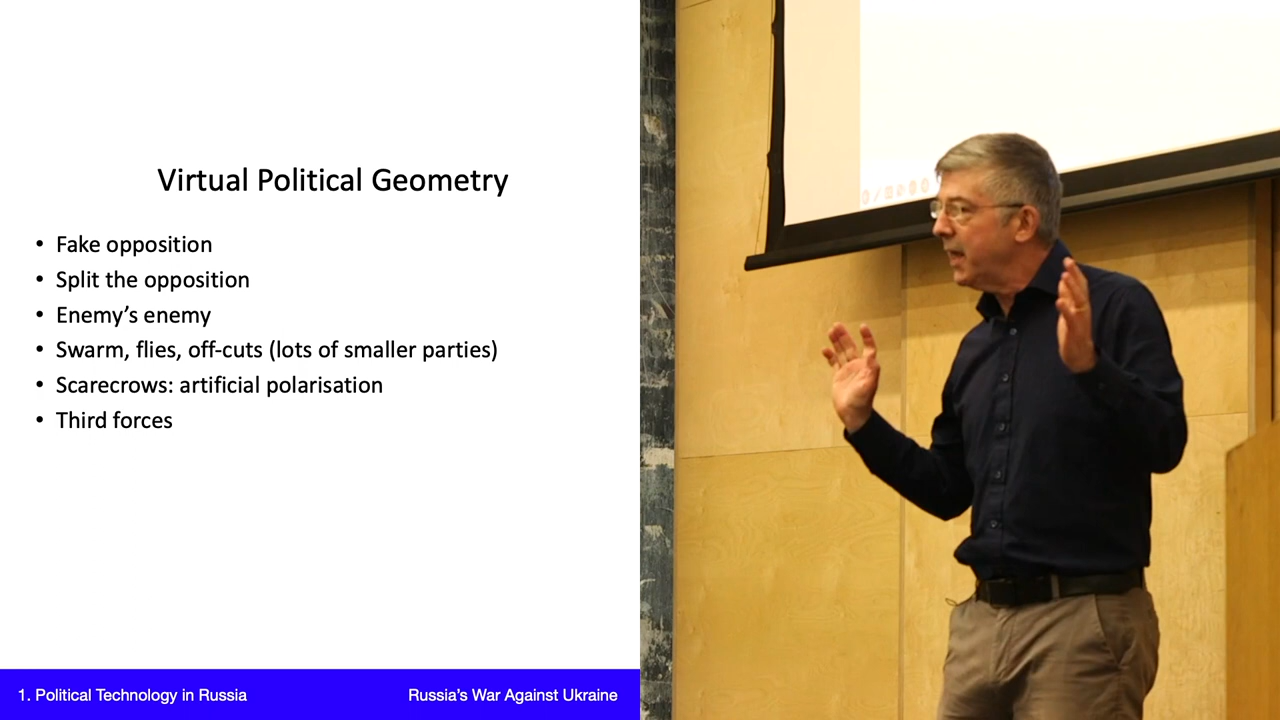 Virtual Political Geometry
• Fake opposition
• Split the opposition
• Enemy’s enemy
• Swarm, flies, off-cuts (lots of smaller parties)
• Scarecrows: artificial polarisation
• Third forces
1. Political Technology in Russia
Russia’s War Against Ukraine